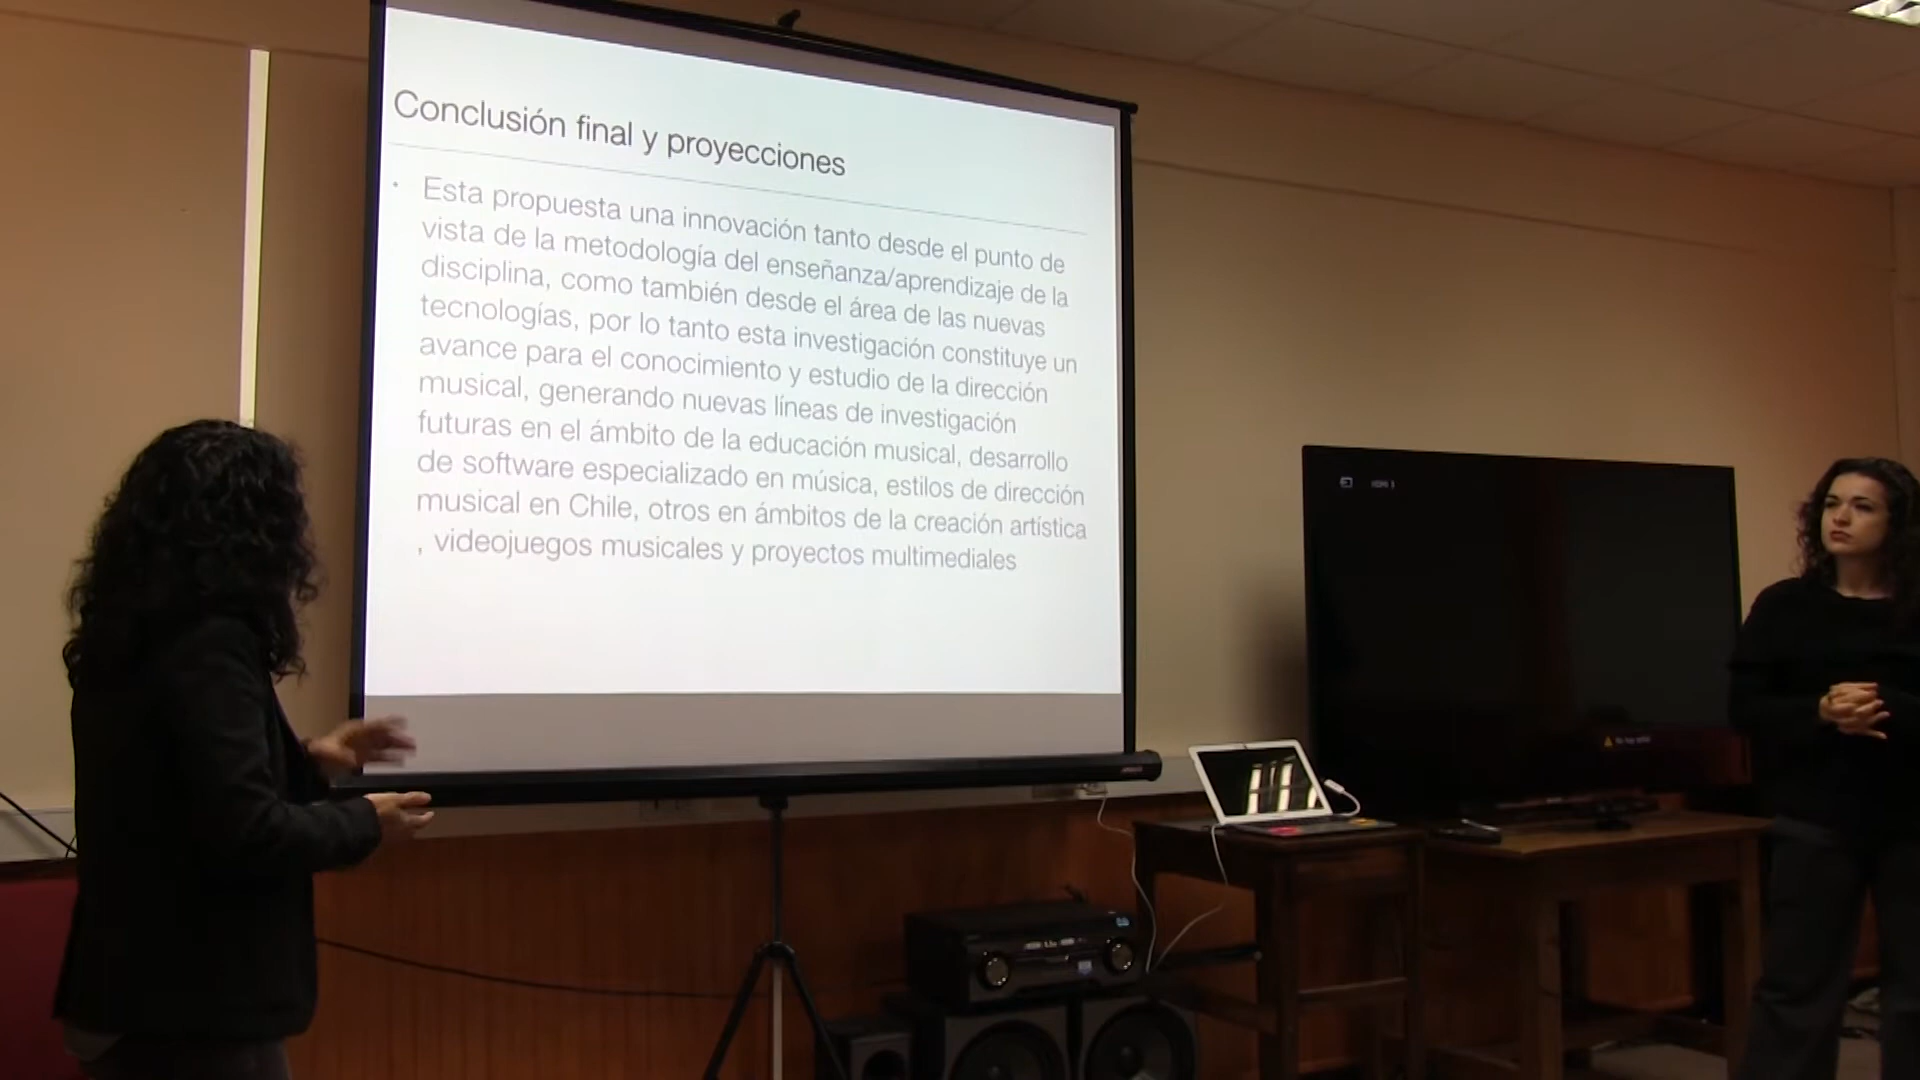 Conclusión final y proyecciones
• Esta propuesta una innovación tanto desde el punto de
vista de la metodología del enseñanza/aprendizaje de la
disciplina, como también desde el área de las nuevas
tecnologías, por lo tanto esta investigación constituye un
avance para el conocimiento y estudio de la dirección
musical, generando nuevas líneas de investigación
futuras en el ámbito de la educación musical, desarrollo
de software especializado en música, estilos de dirección
musical en Chile, otros en ámbitos de la creación artística
, videojuegos musicales y proyectos multimediales